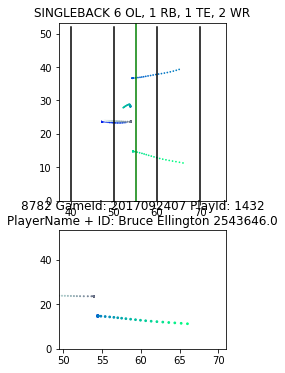 SINGLEBACK 6 OL, 1 RB, 1 TE, 2 WR
50
40
30
20
10
0
40 50 60 70
8782 GameId: 2017092407 PlayId: 1432
PlayerName + ID: Bruce Ellington 2543646.0
40
20
0
50 55 60 65 70